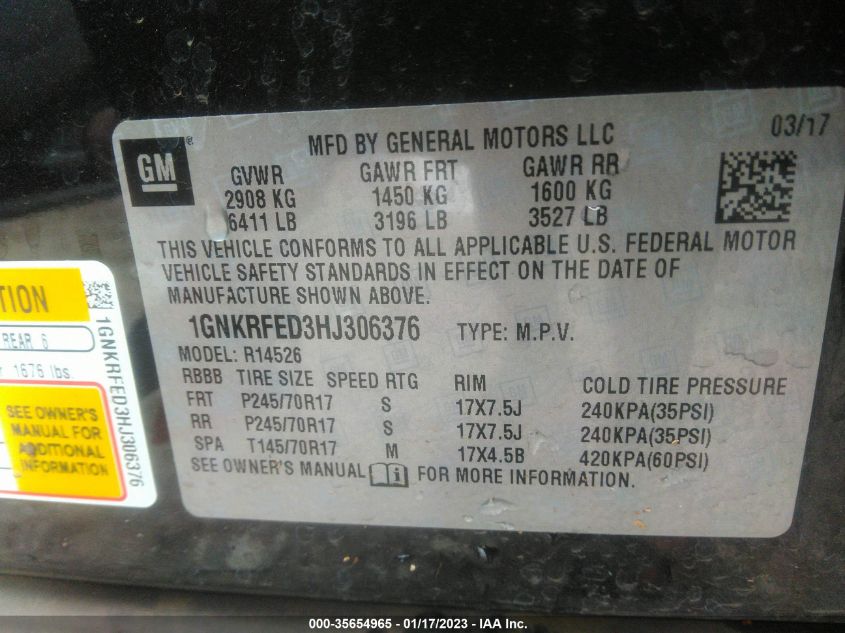 GM
®
MFD BY GENERAL MOTORS LLC
03/17
GVWR GAWR FRT GAWR RR
2908 KG 1450 KG 1600 KG
6411 LB 3196 LB 3527 LB
THIS VEHICLE CONFORMS TO ALL APPLICABLE U.S. FEDERAL MOTOR
VEHICLE SAFETY STANDARDS IN EFFECT ON THE DATE OF
MANUFACTURE SHOWN ABOVE.
1GNKRFED3HJ306376 TYPE: M.P.V.
MODEL: R14526
RBBB TIRE SIZE SPEED RTG RIM COLD TIRE PRESSURE
FRT P245/70R17 S 17X7.5J 240KPA(35PSI)
RR P245/70R17 S 17X7.5J 240KPA(35PSI)
SPA T145/70R17 M 17X4.5B 420KPA(60PSI)
SEE OWNER'S MANUAL FOR MORE INFORMATION.
REAR 6
1676 lbs.
SEE OWNER'S
MANUAL FOR
ADDITIONAL
INFORMATION
1GNKRFED3HJ306376
000-35654965 - 01/17/2023 - IAA Inc.